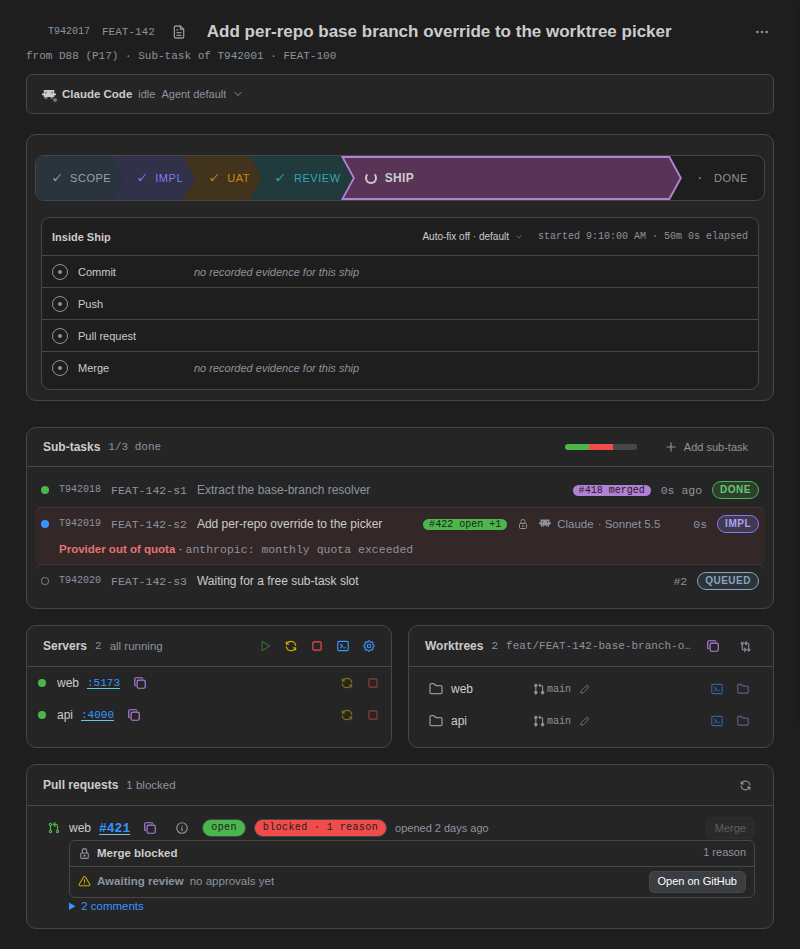 T942017 FEAT-142 Add per-repo base branch override to the worktree picker
from D88 (P17) · Sub-task of T942001 · FEAT-100
Claude Code idle Agent default
SCOPE IMPL UAT REVIEW SHIP DONE
Inside Ship Auto-fix off · default started 9:10:00 AM · 50m 0s elapsed
Commit no recorded evidence for this ship
Push
Pull request
Merge no recorded evidence for this ship
Sub-tasks 1/3 done Add sub-task
T942018 FEAT-142-s1 Extract the base-branch resolver #418 merged 0s ago DONE
T942019 FEAT-142-s2 Add per-repo override to the picker #422 open +1 Claude · Sonnet 5.5 0s IMPL
Provider out of quota · anthropic: monthly quota exceeded
T942020 FEAT-142-s3 Waiting for a free sub-task slot #2 QUEUED
Servers 2 all running
web :5173
api :4000
Worktrees 2 feat/FEAT-142-base-branch-o…
web main
api main
Pull requests 1 blocked
web #421 open blocked · 1 reason opened 2 days ago Merge
Merge blocked 1 reason
Awaiting review no approvals yet Open on GitHub
2 comments